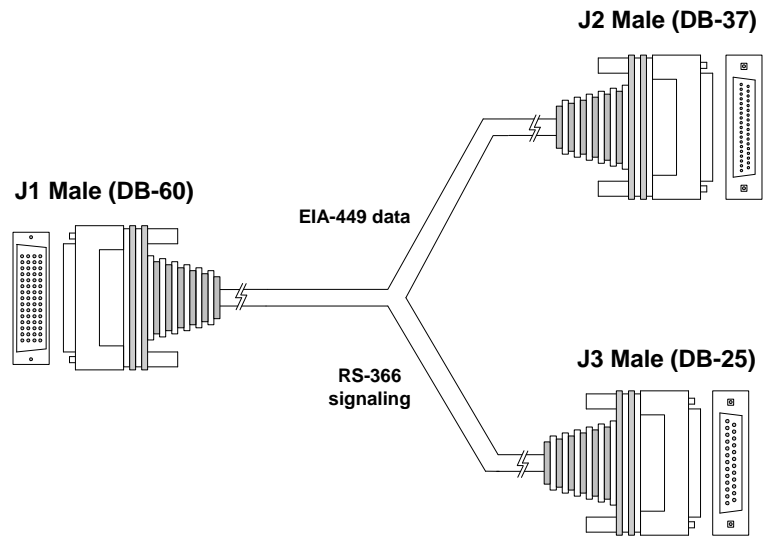 J2 Male (DB-37)
J1 Male (DB-60)
EIA-449 data
RS-366
signaling
J3 Male (DB-25)